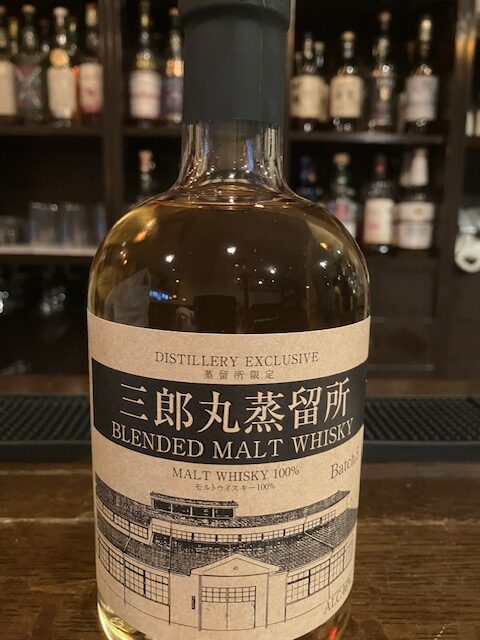 DISTILLERY EXCLUSIVE
蒸留所限定
三郎丸蒸留所
BLENDED MALT WHISKY
MALT WHISKY 100%
モルトウイスキー100%
Batch
ALC